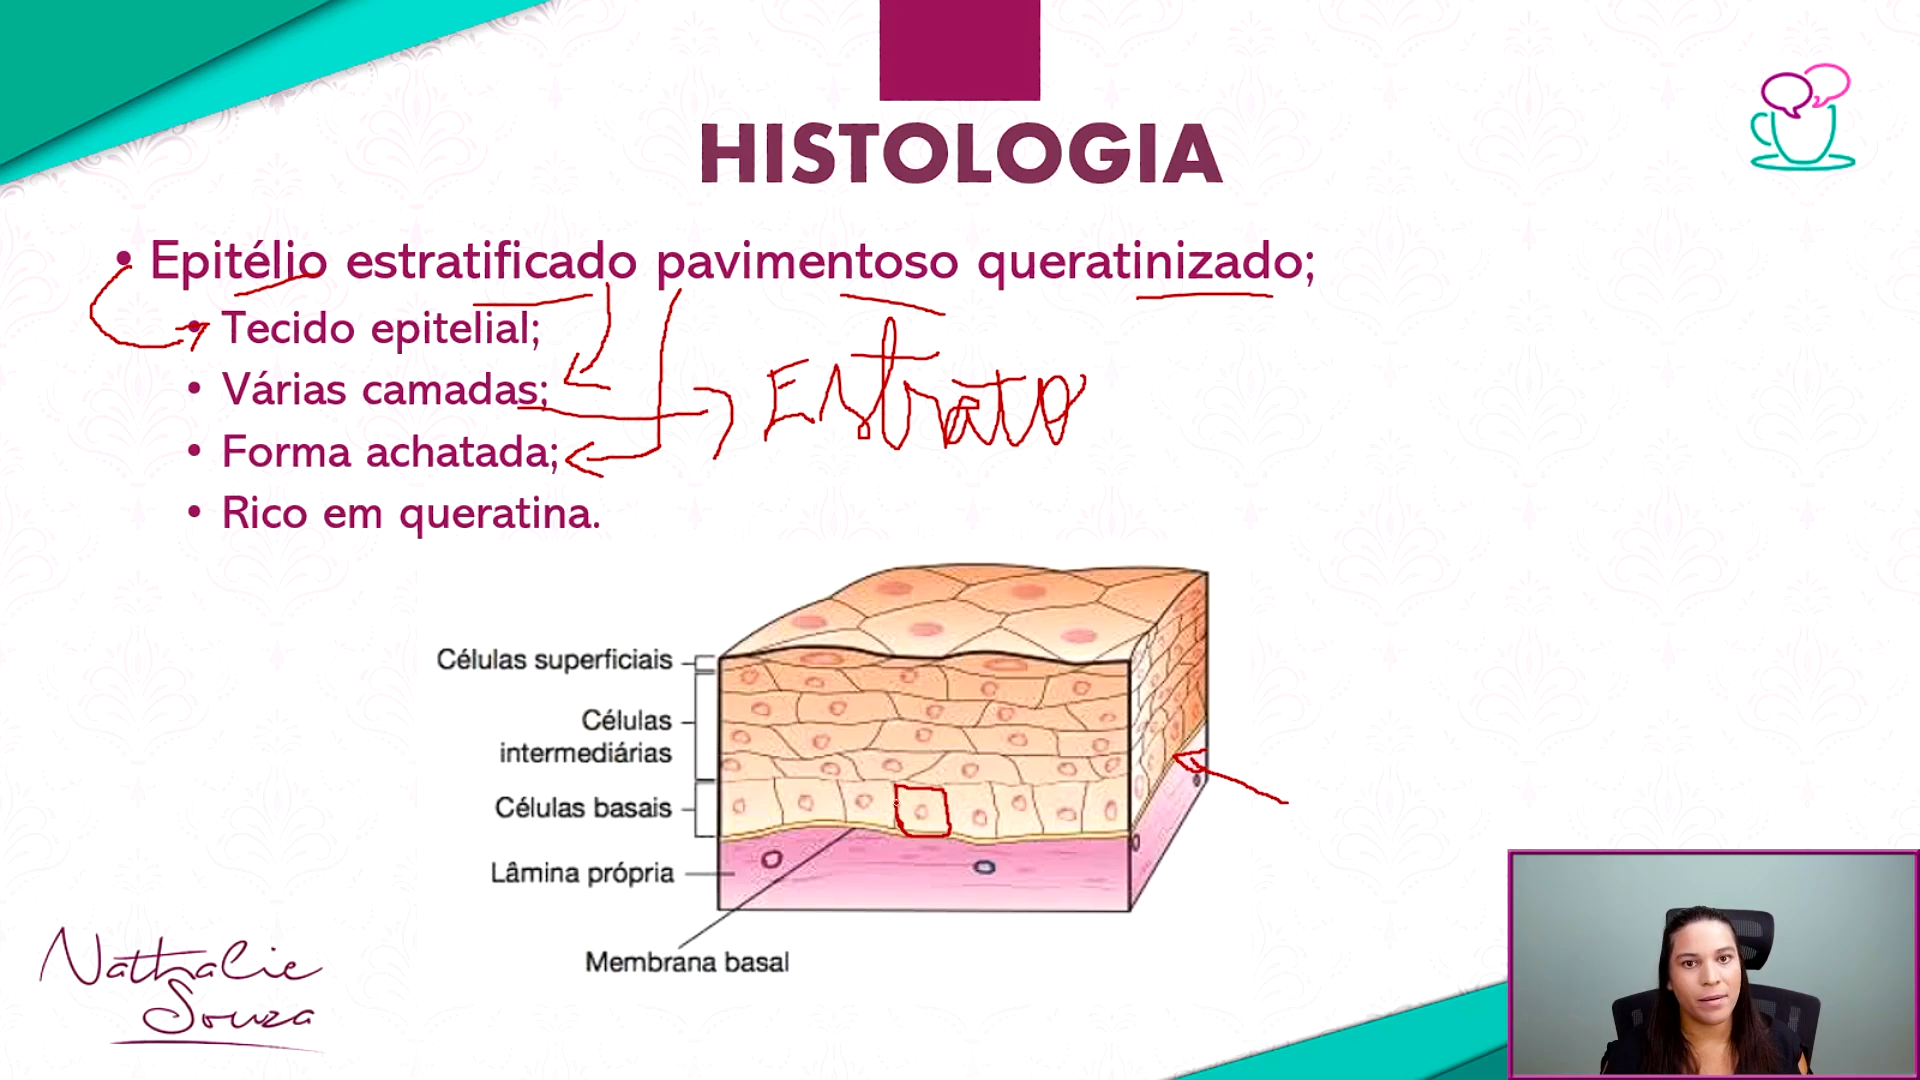 HISTOLOGIA
• Epitélio estratificado pavimentoso queratinizado;
• Tecido epitelial;
• Várias camadas;
• Forma achatada;
• Rico em queratina.
Estrato
Células superficiais
Células
intermediárias
Células basais
Lâmina própria
Membrana basal
Nathalie
Souza